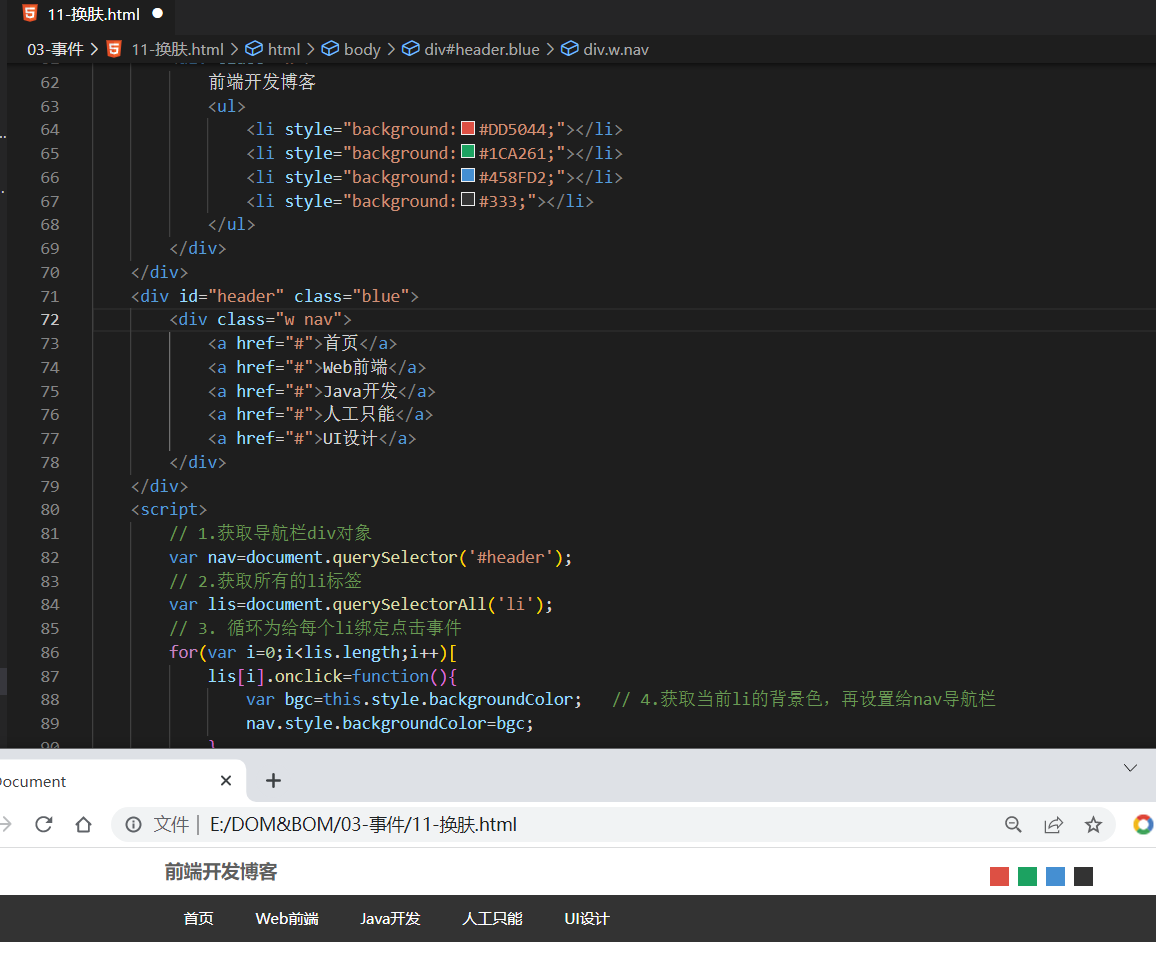 11-换肤.html
03-事件 > 11-换肤.html > html > body > div#header.blue > div.w.nav
62 前端开发博客
63 <ul>
64 <li style="background:#DD5044;"></li>
65 <li style="background:#1CA261;"></li>
66 <li style="background:#458FD2;"></li>
67 <li style="background:#333;"></li>
68 </ul>
69 </div>
70 </div>
71 <div id="header" class="blue">
72 <div class="w nav">
73 <a href="#">首页</a>
74 <a href="#">Web前端</a>
75 <a href="#">Java开发</a>
76 <a href="#">人工只能</a>
77 <a href="#">UI设计</a>
78 </div>
79 </div>
80 <script>
81 // 1.获取导航栏div对象
82 var nav=document.querySelector('#header');
83 // 2.获取所有的li标签
84 var lis=document.querySelectorAll('li');
85 // 3. 循环为给每个li绑定点击事件
86 for(var i=0;i<lis.length;i++)[
87 lis[i].onclick=function(){
88 var bgc=this.style.backgroundColor; // 4.获取当前li的背景色，再设置给nav导航栏
89 nav.style.backgroundColor=bgc;
90 }
Document
文件 | E:/DOM&BOM/03-事件/11-换肤.html
前端开发博客
首页 Web前端 Java开发 人工只能 UI设计